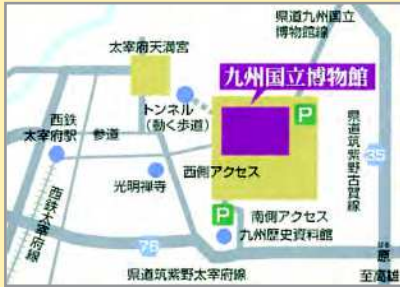 県道九州国立
博物館線
太宰府天満宮
九州国立博物館
トンネル
(動く歩道)
P
西鉄
太宰府駅
参道
西側アクセス
光明禅寺
県道筑紫野古賀線
35
西鉄太宰府線
P
南側アクセス
九州歴史資料館
76
県道筑紫野太宰府線
原
至高雄